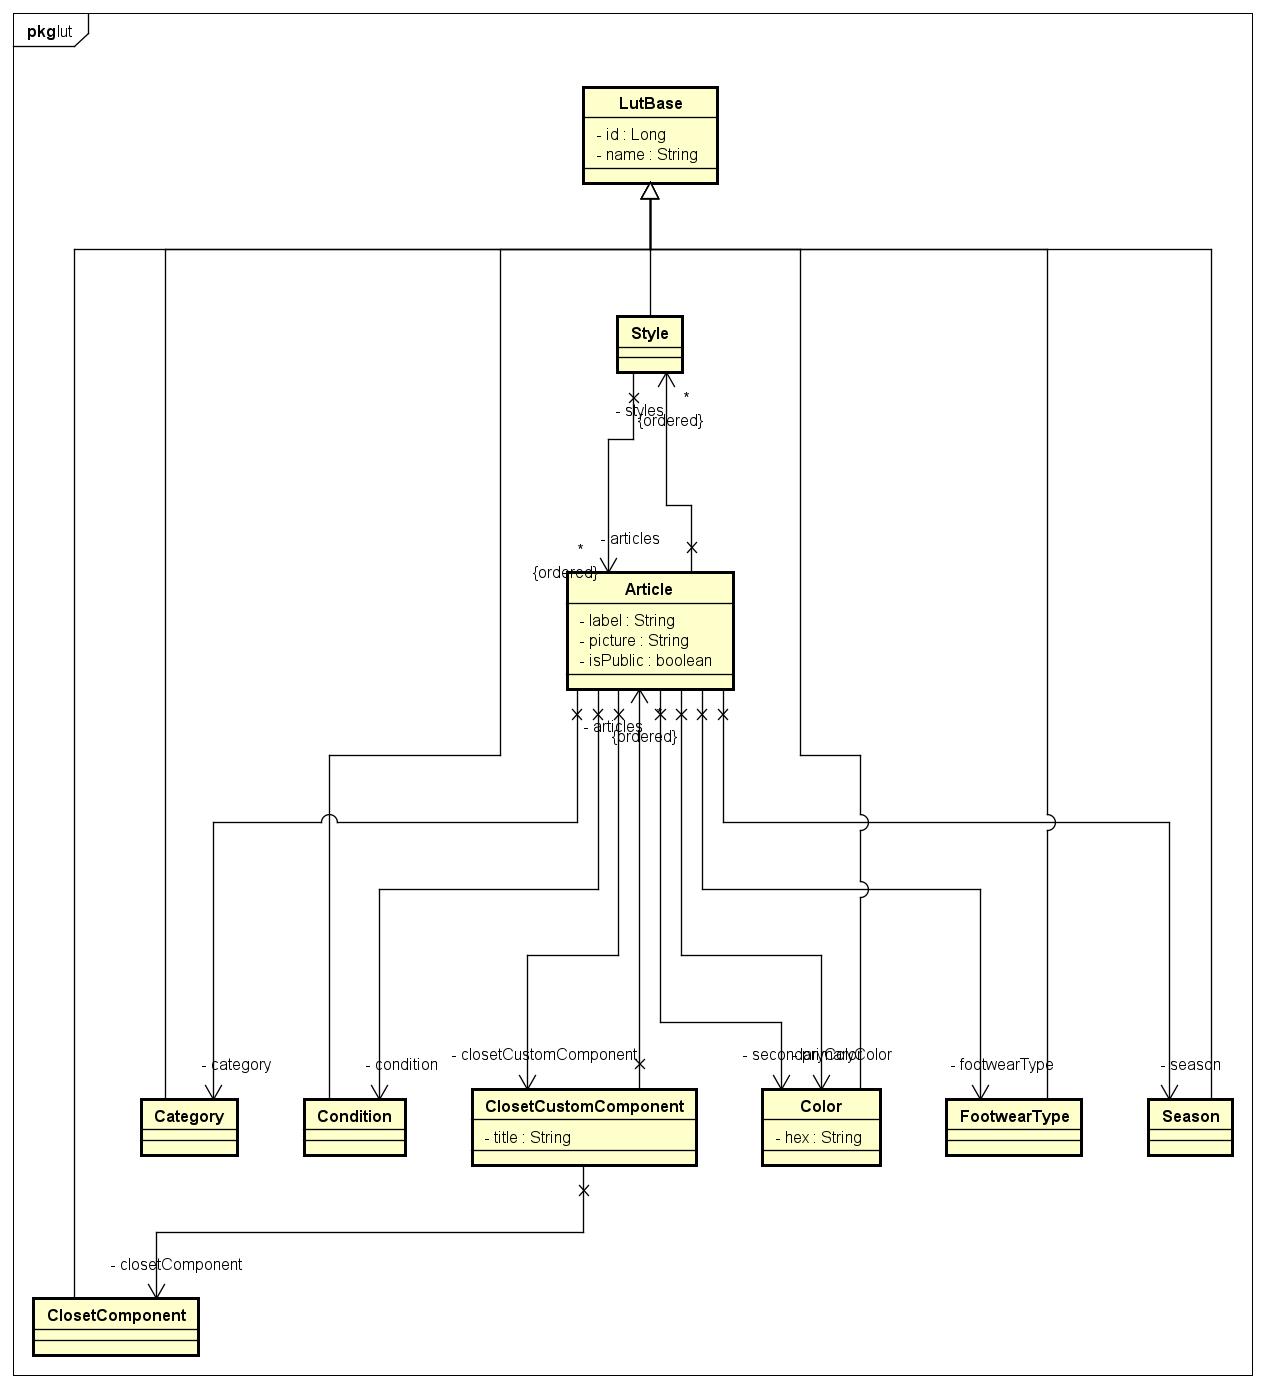 pkg lut
LutBase
- id : Long
- name : String
Style
*
- styles
{ordered}
- articles
*
{ordered}
Article
- label : String
- picture : String
- isPublic : boolean
*
- articles
{ordered}
- category
- condition
- closetCustomComponent
- secondaryColor
- primaryColor
- footwearType
- season
Category
Condition
ClosetCustomComponent
- title : String
Color
- hex : String
FootwearType
Season
- closetComponent
ClosetComponent